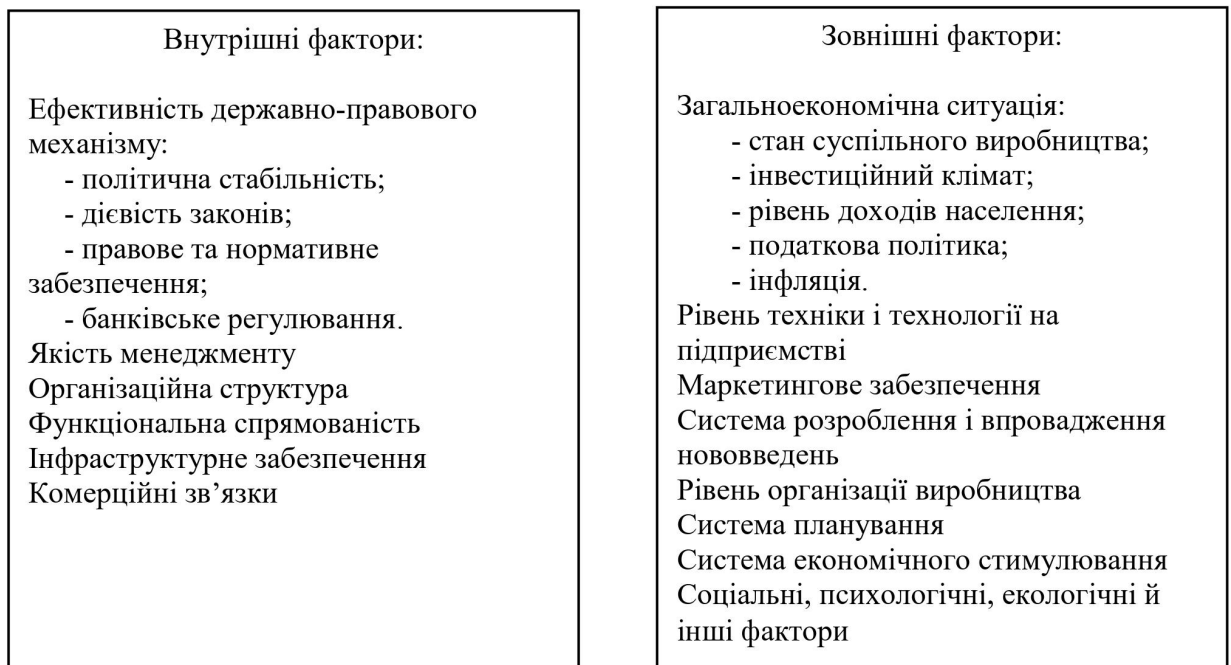 Внутрішні фактори:
Ефективність державно-правового
механізму:
- політична стабільність;
- дієвість законів;
- правове та нормативне
забезпечення;
- банківське регулювання.
Якість менеджменту
Організаційна структура
Функціональна спрямованість
Інфраструктурне забезпечення
Комерційні зв’язки
Зовнішні фактори:
Загальноекономічна ситуація:
- стан суспільного виробництва;
- інвестиційний клімат;
- рівень доходів населення;
- податкова політика;
- інфляція.
Рівень техніки і технології на
підприємстві
Маркетингове забезпечення
Система розроблення і впровадження
нововведень
Рівень організації виробництва
Система планування
Система економічного стимулювання
Соціальні, психологічні, екологічні й
інші фактори